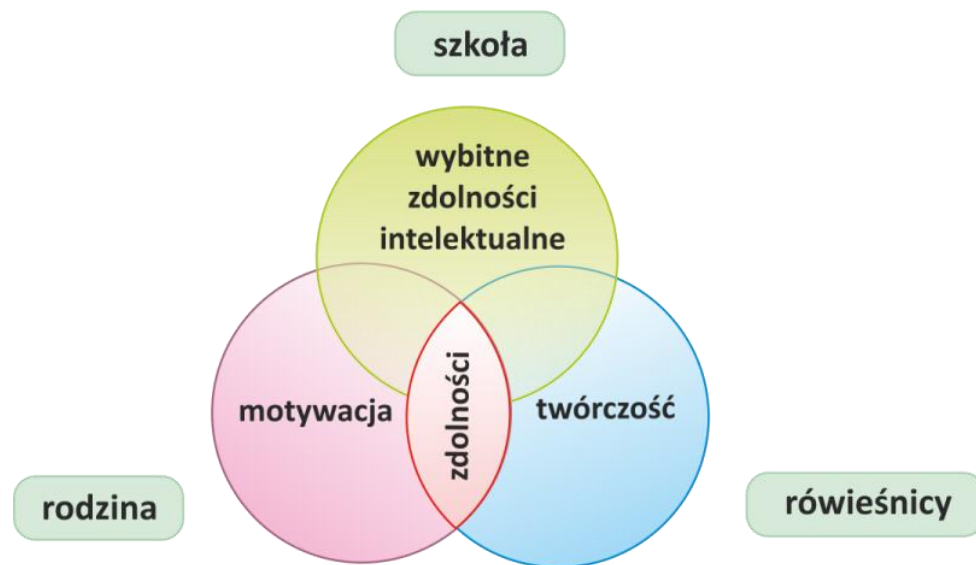 szkoła
wybitne
zdolności
intelektualne
motywacja
zdolności
twórczość
rodzina
rówieśnicy